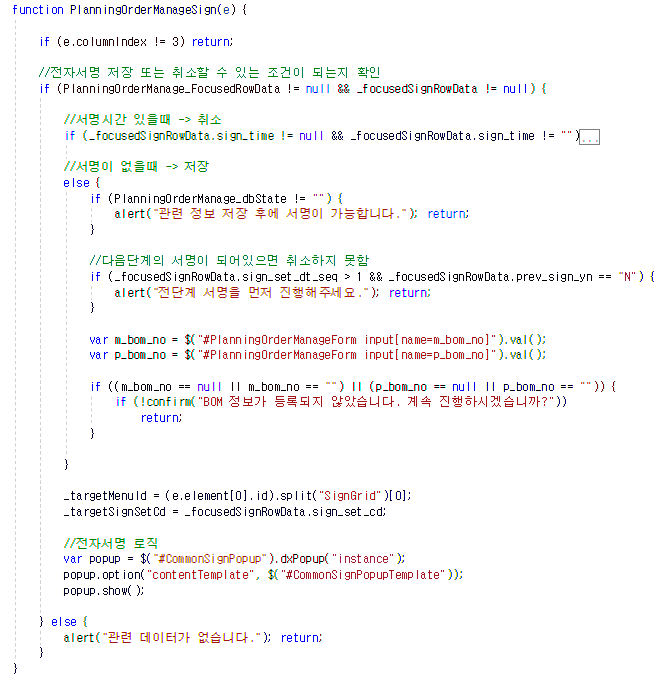 function PlanningOrderManageSign(e) {
if (e.columnIndex != 3) return;
//전자서명 저장 또는 취소할 수 있는 조건이 되는지 확인
if (PlanningOrderManage_FocusedRowData != null && _focusedSignRowData != null) {
//서명시간 있을때 -> 취소
if (_focusedSignRowData.sign_time != null && _focusedSignRowData.sign_time != "")...
//서명이 없을때 -> 저장
else {
if (PlanningOrderManage_dbState != "") {
alert("관련 정보 저장 후에 서명이 가능합니다."); return;
}
//다음단계의 서명이 되어있으면 취소하지 못함
if (_focusedSignRowData.sign_set_dt_seq > 1 && _focusedSignRowData.prev_sign_yn == "N") {
alert("전단계 서명을 먼저 진행해주세요."); return;
}
var m_bom_no = $("#PlanningOrderManageForm input[name=m_bom_no]").val();
var p_bom_no = $("#PlanningOrderManageForm input[name=p_bom_no]").val();
if ((m_bom_no == null || m_bom_no == "") || (p_bom_no == null || p_bom_no == "")) {
if (!confirm("BOM 정보가 등록되지 않았습니다. 계속 진행하시겠습니까?"))
return;
}
}
_targetMenuId = (e.element[0].id).split("SignGrid")[0];
_targetSignSetCd = _focusedSignRowData.sign_set_cd;
//전자서명 로직
var popup = $("#CommonSignPopup").dxPopup("instance");
popup.option("contentTemplate", $("#CommonSignPopupTemplate"));
popup.show();
} else {
alert("관련 데이터가 없습니다."); return;
}
}